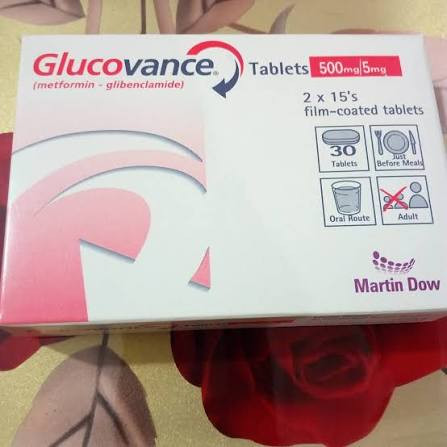 Glucovance® Tablets 500mg/5mg
(metformin - glibenclamide)
2 x 15's
film-coated tablets
30
Tablets
Just
Before Meals
Oral Route
Adult
Martin Dow